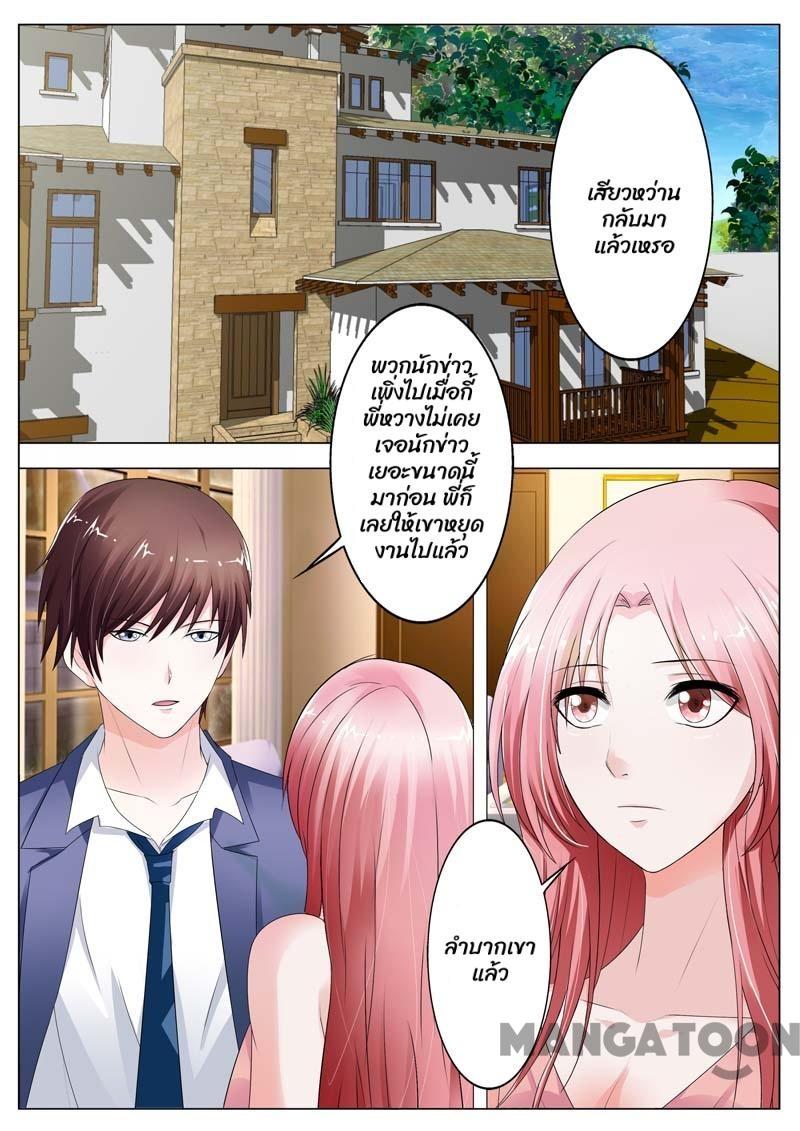 เสียวหว่าน
กลับมา
แล้วเหรอ
พวกนักข่าว
เพิ่งไปเมื่อกี้
พี่หวางไม่เคย
เจอนักข่าว
เยอะขนาดนี้
มาก่อน พี่ก็
เลยให้เขาหยุด
งานไปแล้ว
ลำบากเขา
แล้ว
MANGATOON